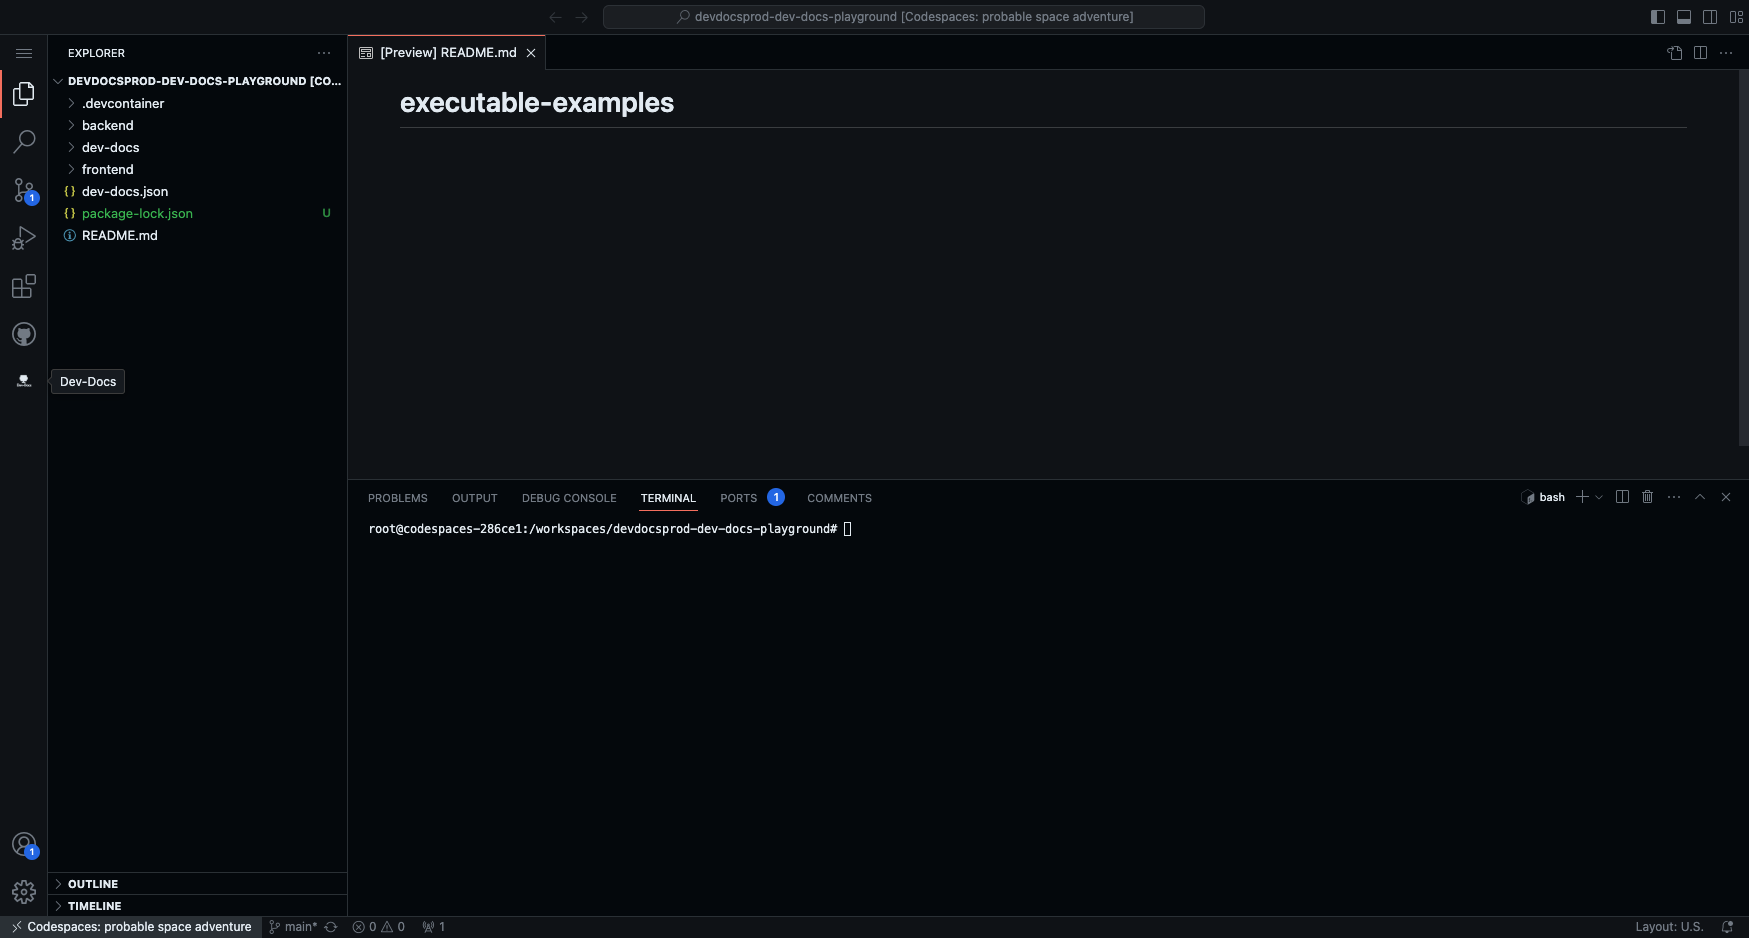 devdocsprod-dev-docs-playground [Codespaces: probable space adventure]
EXPLORER
DEVDOCSPROD-DEV-DOCS-PLAYGROUND [CO...
.devcontainer
backend
dev-docs
frontend
{} dev-docs.json
{} package-lock.json U
README.md
1
Dev-Docs
1
OUTLINE
TIMELINE
[Preview] README.md
executable-examples
PROBLEMS OUTPUT DEBUG CONSOLE TERMINAL PORTS 1 COMMENTS
bash
root@codespaces-286ce1:/workspaces/devdocsprod-dev-docs-playground#
Codespaces: probable space adventure main* 0 0 1 Layout: U.S.